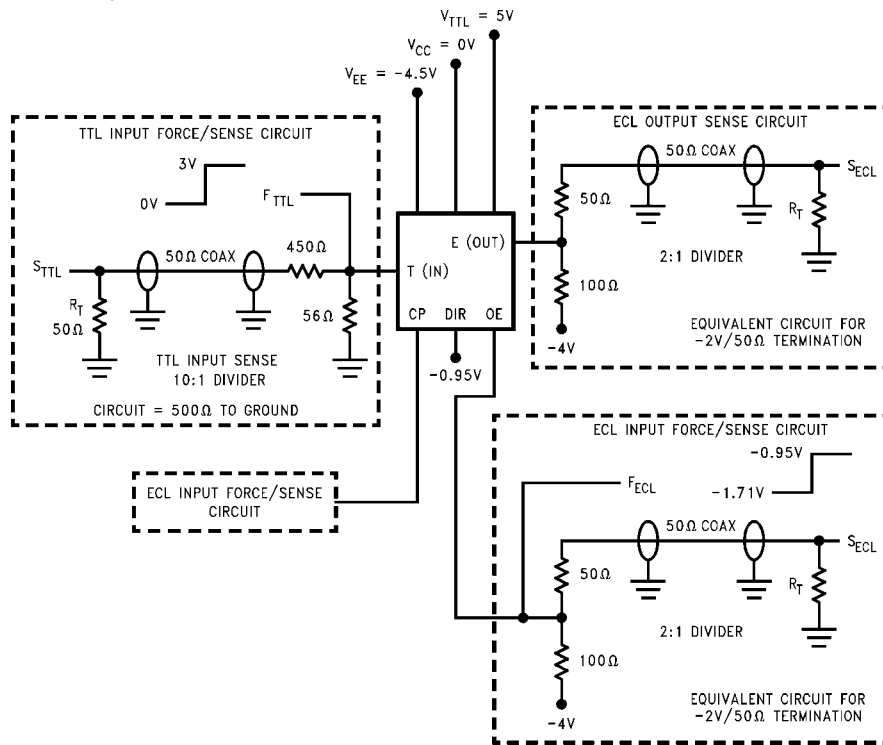 V_TTL = 5V
V_CC = 0V
V_EE = -4.5V
TTL INPUT FORCE/SENSE CIRCUIT
3V
0V
F_TTL
S_TTL
50Ω COAX
450Ω
R_T
50Ω
56Ω
TTL INPUT SENSE
10:1 DIVIDER
CIRCUIT = 500Ω TO GROUND
E (OUT)
T (IN)
CP
DIR
OE
-0.95V
ECL OUTPUT SENSE CIRCUIT
50Ω COAX
S_ECL
50Ω
R_T
2:1 DIVIDER
100Ω
-4V
EQUIVALENT CIRCUIT FOR
-2V/50Ω TERMINATION
ECL INPUT FORCE/SENSE
CIRCUIT
ECL INPUT FORCE/SENSE CIRCUIT
-0.95V
F_ECL
-1.71V
50Ω COAX
S_ECL
50Ω
R_T
2:1 DIVIDER
100Ω
-4V
EQUIVALENT CIRCUIT FOR
-2V/50Ω TERMINATION